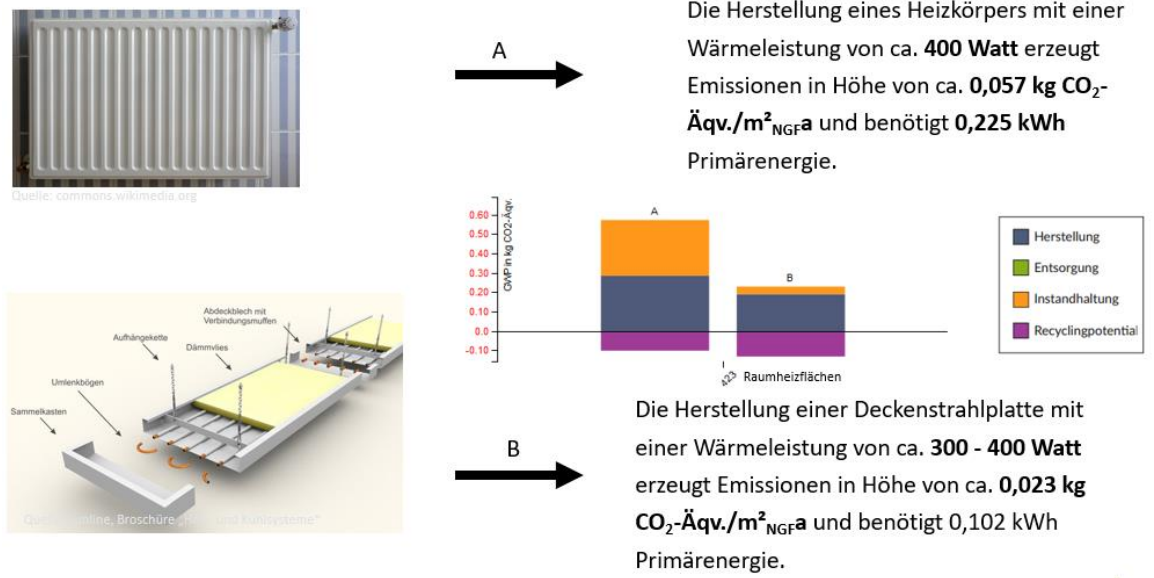 Die Herstellung eines Heizkörpers mit einer
Wärmeleistung von ca. 400 Watt erzeugt
Emissionen in Höhe von ca. 0,057 kg CO₂-
Äqv./m²NGFa und benötigt 0,225 kWh
Primärenergie.
A
Quelle: commons.wikimedia.org
GWP in kg CO2-Äqv.
0.60
0.50
0.40
0.30
0.20
0.10
0.0
-0.10
A
B
423 Raumheizflächen
Herstellung
Entsorgung
Instandhaltung
Recyclingpotential
Abdeckblech mit
Verbindungsmuffen
Aufhängekette
Dämmvlies
Umlenkbögen
Sammelkasten
Broschüre
B
Die Herstellung einer Deckenstrahlplatte mit
einer Wärmeleistung von ca. 300 - 400 Watt
erzeugt Emissionen in Höhe von ca. 0,023 kg
CO₂-Äqv./m²NGFa und benötigt 0,102 kWh
Primärenergie.